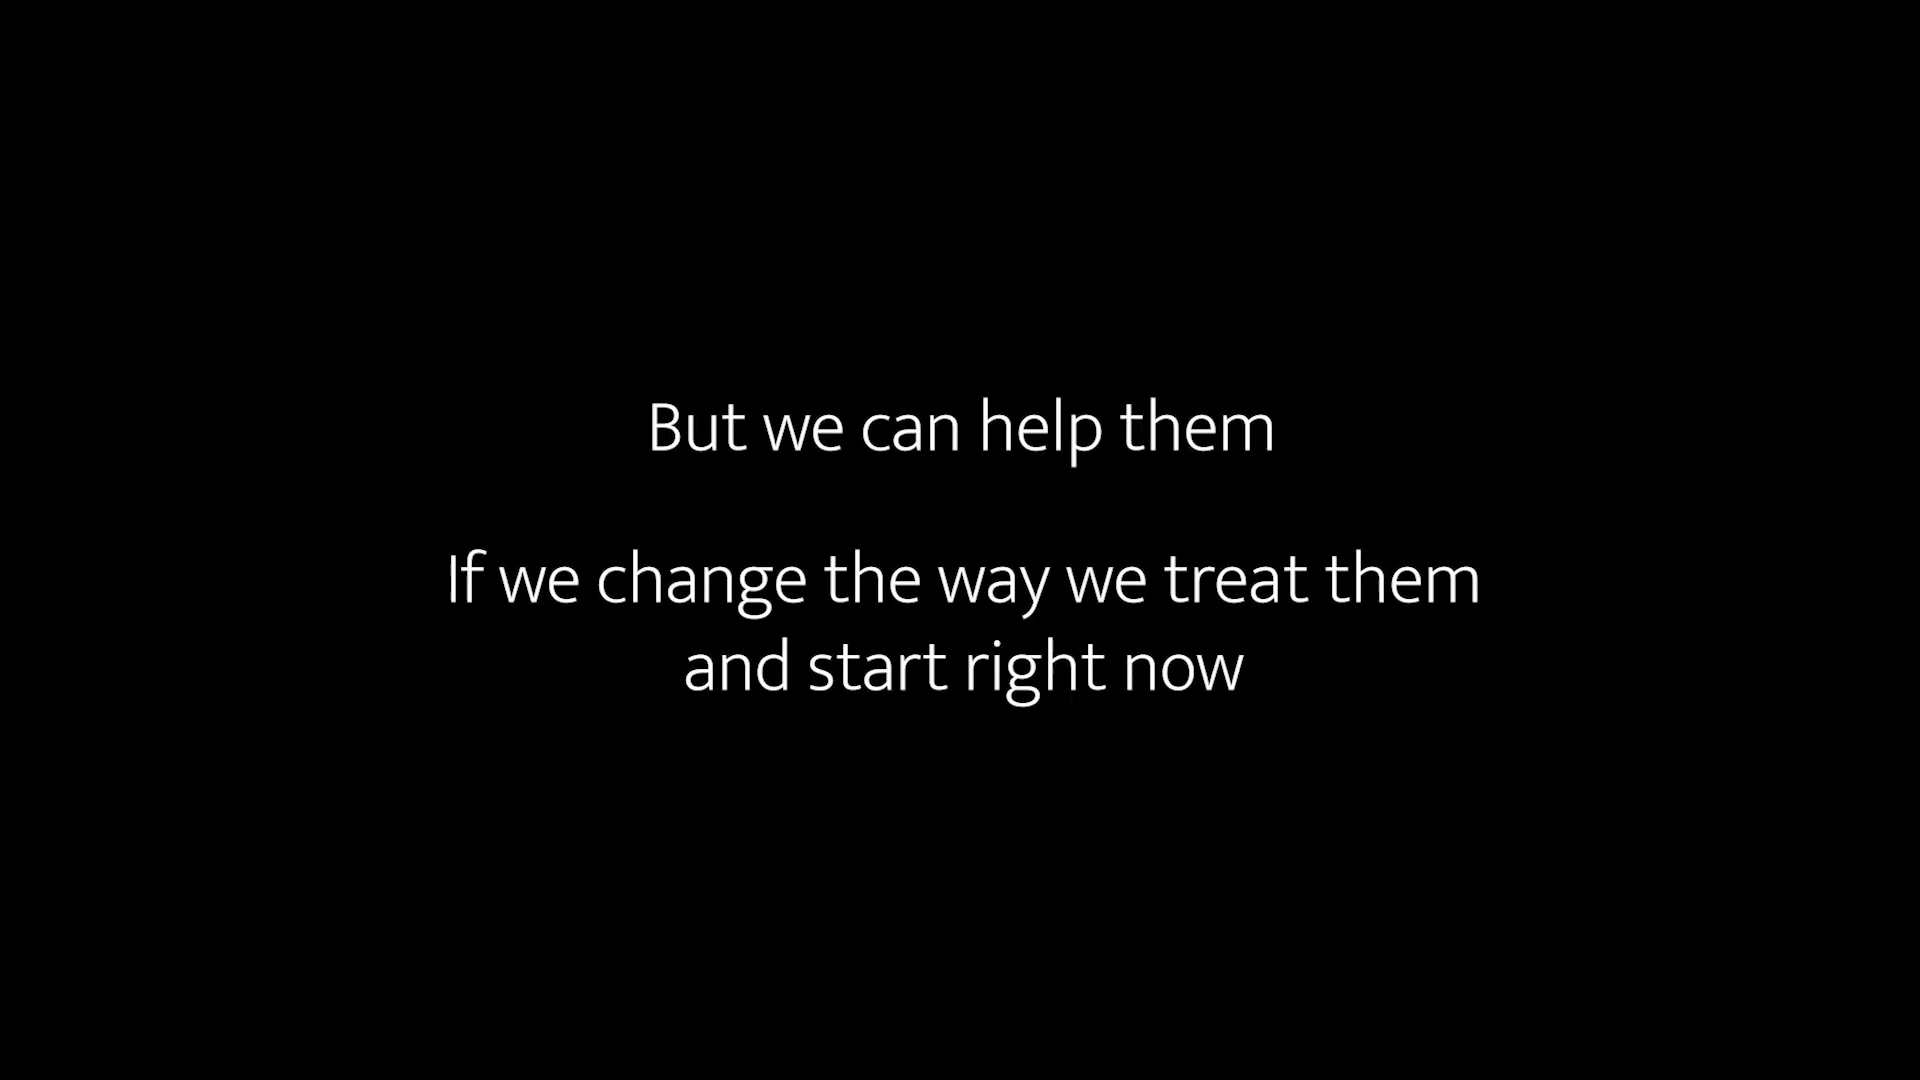 But we can help them
If we change the way we treat them
and start right now